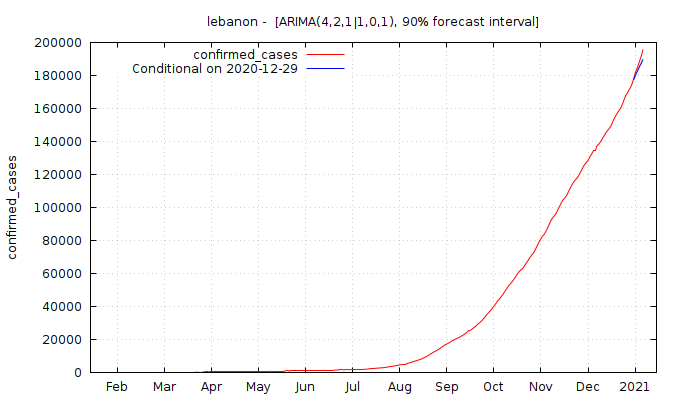 lebanon - [ARIMA(4,2,1|1,0,1), 90% forecast interval]
confirmed_cases
Conditional on 2020-12-29
confirmed_cases
200000
180000
160000
140000
120000
100000
80000
60000
40000
20000
0
Feb Mar Apr May Jun Jul Aug Sep Oct Nov Dec 2021